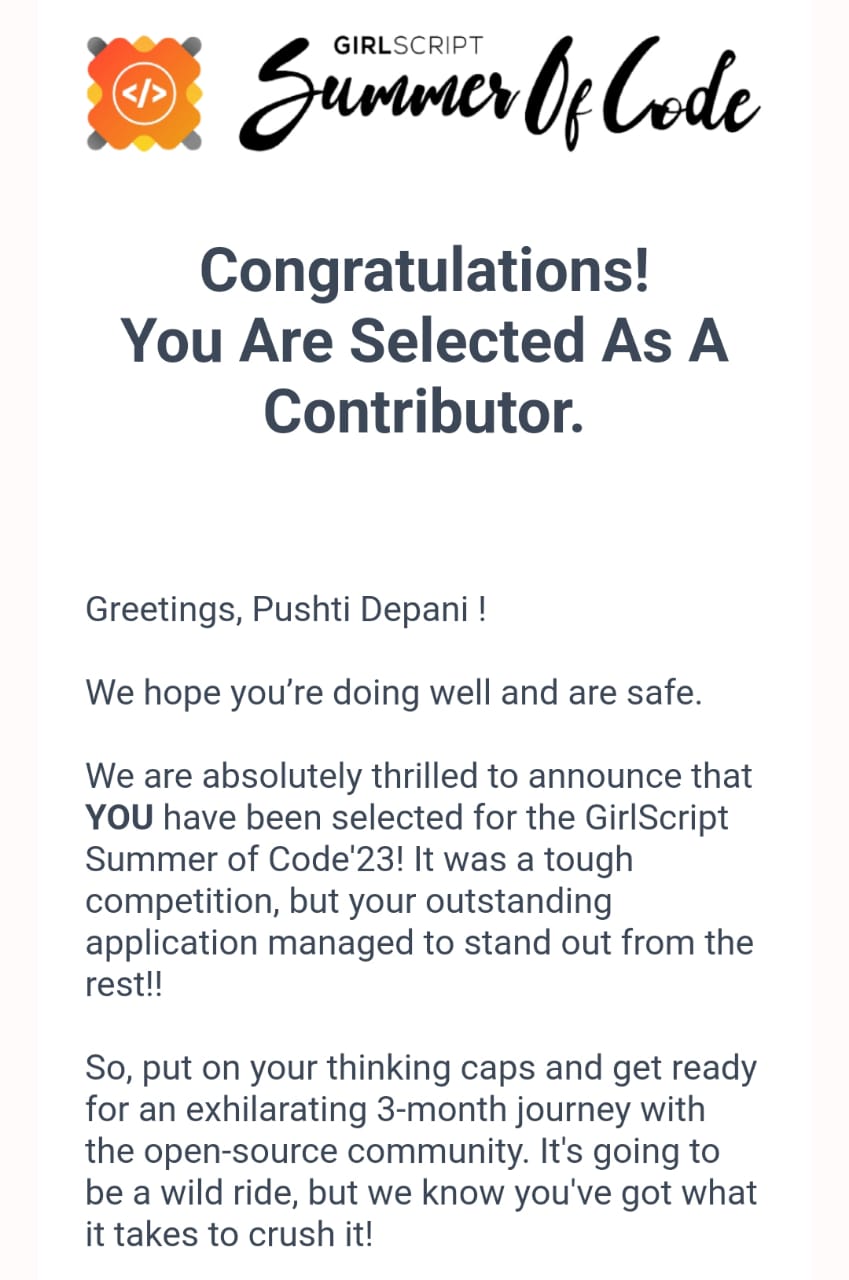 </>
GIRLSCRIPT
Summer Of Code
Congratulations!
You Are Selected As A
Contributor.
Greetings, Pushti Depani !
We hope you’re doing well and are safe.
We are absolutely thrilled to announce that
YOU have been selected for the GirlScript
Summer of Code'23! It was a tough
competition, but your outstanding
application managed to stand out from the
rest!!
So, put on your thinking caps and get ready
for an exhilarating 3-month journey with
the open-source community. It's going to
be a wild ride, but we know you've got what
it takes to crush it!